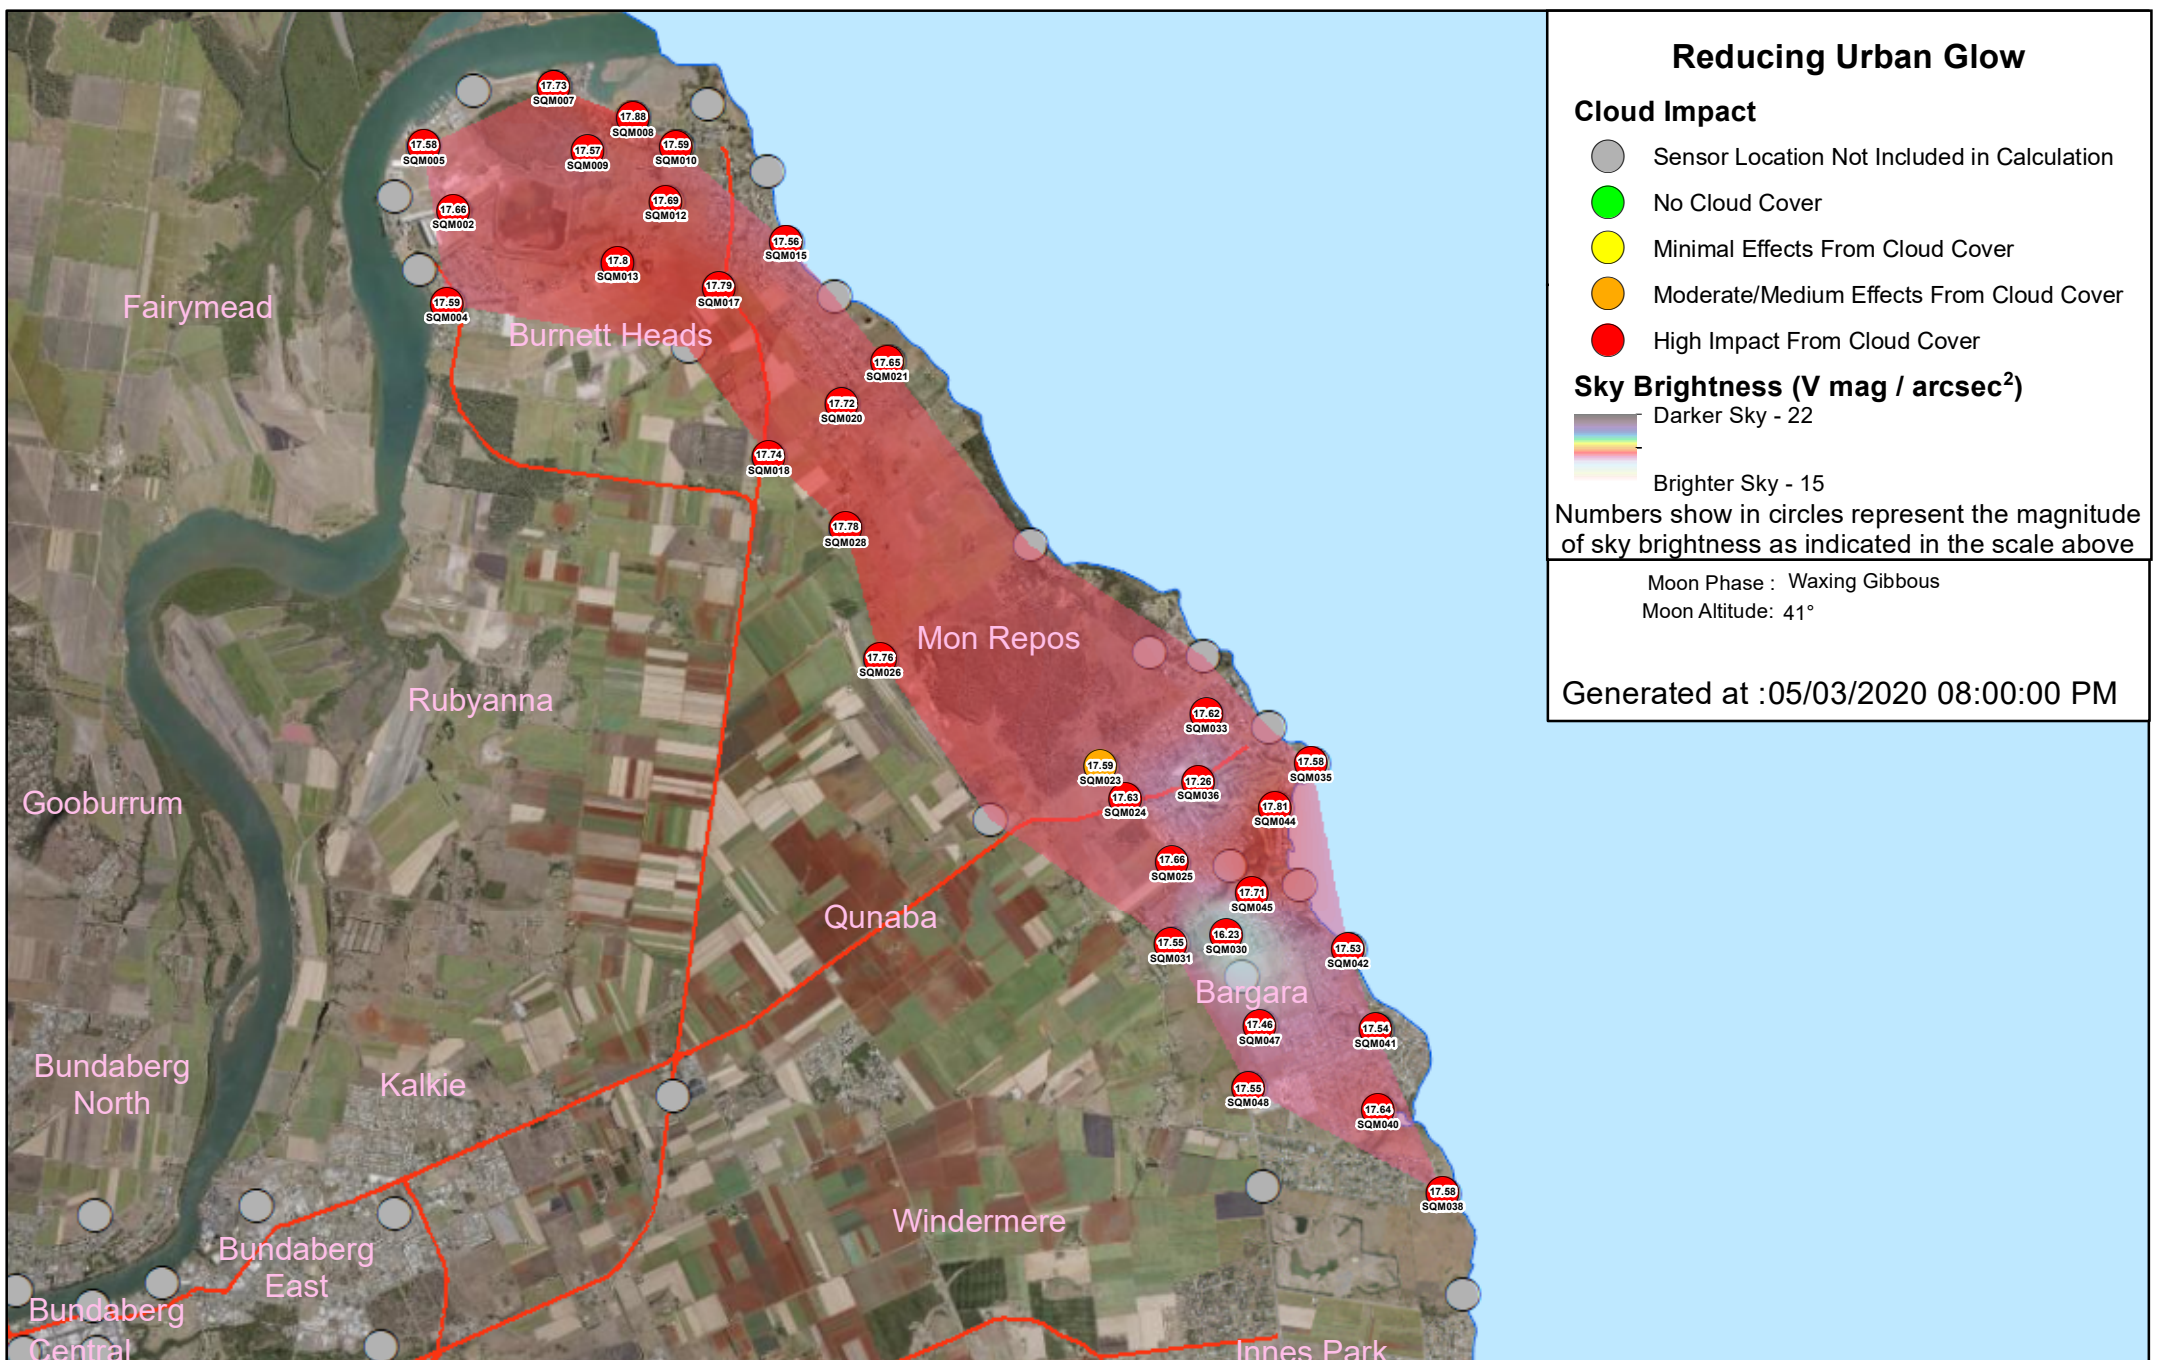 Reducing Urban Glow
Cloud Impact
Sensor Location Not Included in Calculation
No Cloud Cover
Minimal Effects From Cloud Cover
Moderate/Medium Effects From Cloud Cover
High Impact From Cloud Cover
Sky Brightness (V mag / arcsec²)
Darker Sky - 22
Brighter Sky - 15
Numbers show in circles represent the magnitude
of sky brightness as indicated in the scale above
Moon Phase : Waxing Gibbous
Moon Altitude: 41°
Generated at :05/03/2020 08:00:00 PM
17.73
SQM007
17.88
SQM008
17.58
SQM005
17.57
SQM009
17.59
SQM010
17.66
SQM002
17.69
SQM012
17.56
SQM015
17.8
SQM013
17.79
SQM017
17.59
SQM004
Fairymead
Burnett Heads
17.65
SQM021
17.72
SQM020
17.74
SQM018
17.78
SQM028
Mon Repos
17.76
SQM026
Rubyanna
17.62
SQM033
17.59
SQM023
17.58
SQM035
17.26
SQM036
17.63
SQM024
17.81
SQM044
Gooburrum
17.66
SQM025
17.71
SQM045
Qunaba
17.55
SQM031
16.23
SQM030
17.53
SQM042
Bargara
17.46
SQM047
17.54
SQM041
Bundaberg
North
Kalkie
17.55
SQM048
17.64
SQM040
17.58
SQM038
Windermere
Bundaberg
East
Bundaberg
Central
Innes Park